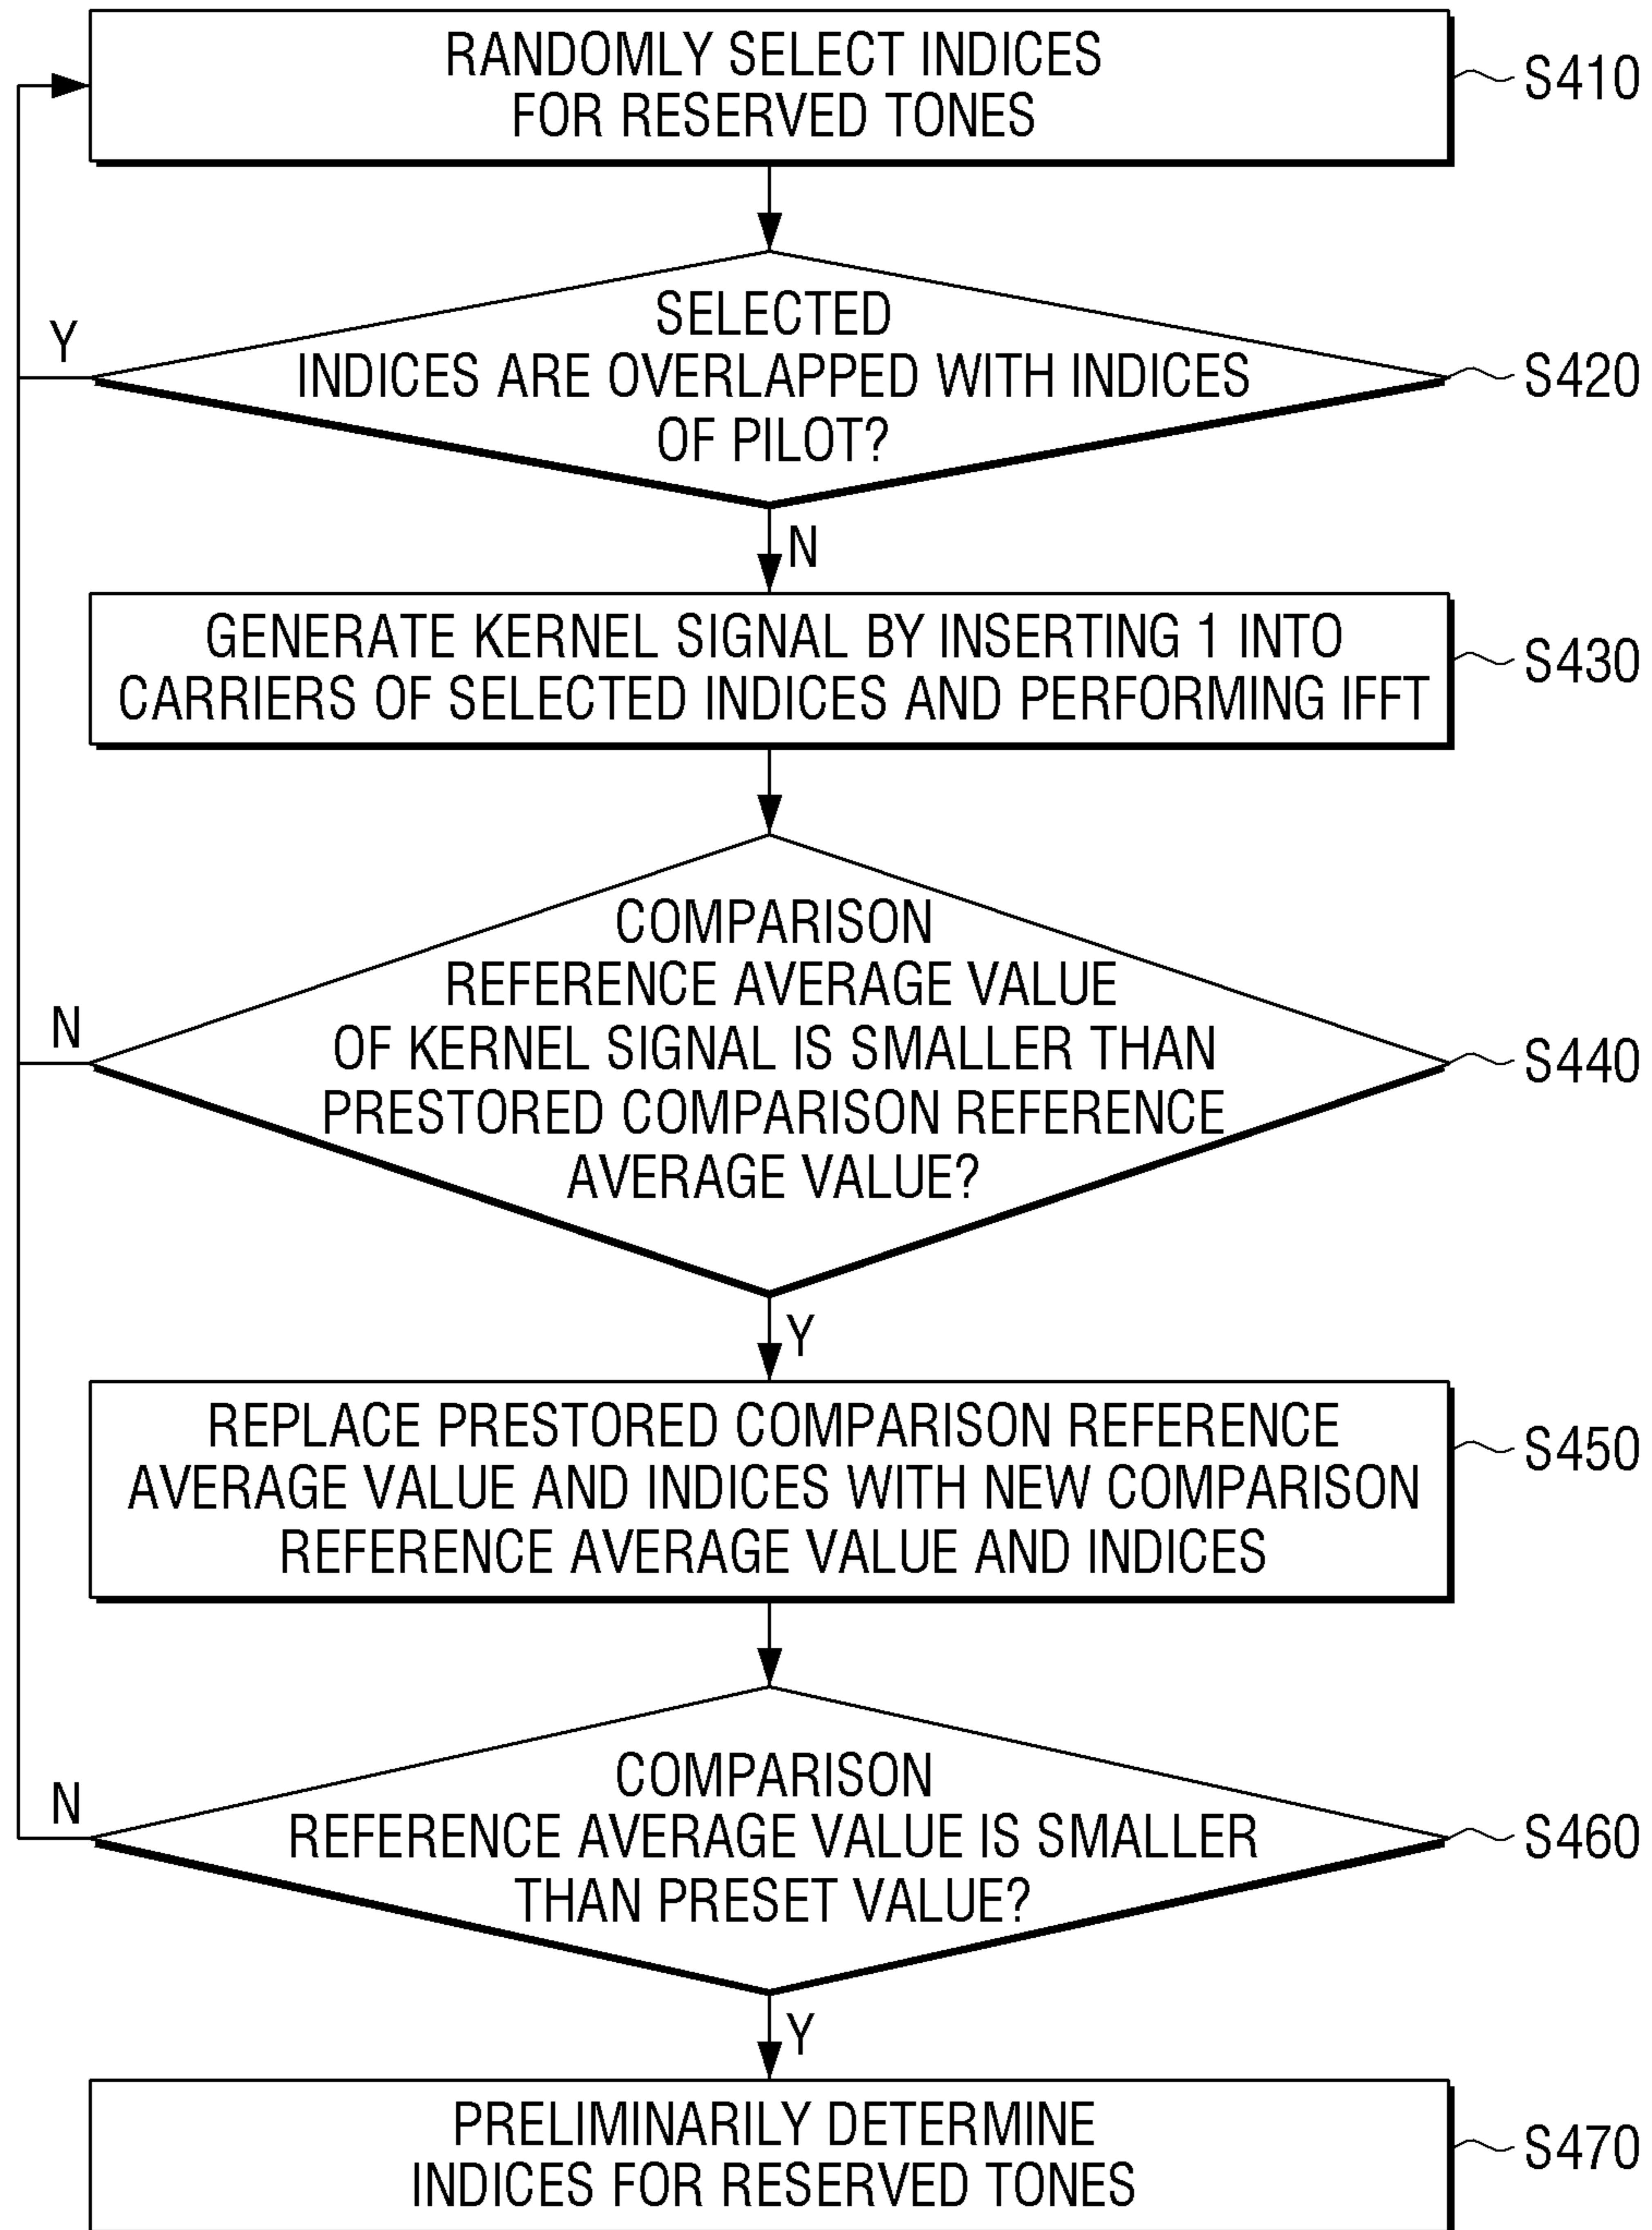 RANDOMLY SELECT INDICES
FOR RESERVED TONES
S410
SELECTED
INDICES ARE OVERLAPPED WITH INDICES
OF PILOT?
Y
S420
N
GENERATE KERNEL SIGNAL BY INSERTING 1 INTO
CARRIERS OF SELECTED INDICES AND PERFORMING IFFT
S430
COMPARISON
REFERENCE AVERAGE VALUE
OF KERNEL SIGNAL IS SMALLER THAN
PRESTORED COMPARISON REFERENCE
AVERAGE VALUE?
N
S440
Y
REPLACE PRESTORED COMPARISON REFERENCE
AVERAGE VALUE AND INDICES WITH NEW COMPARISON
REFERENCE AVERAGE VALUE AND INDICES
S450
COMPARISON
REFERENCE AVERAGE VALUE IS SMALLER
THAN PRESET VALUE?
N
S460
Y
PRELIMINARILY DETERMINE
INDICES FOR RESERVED TONES
S470